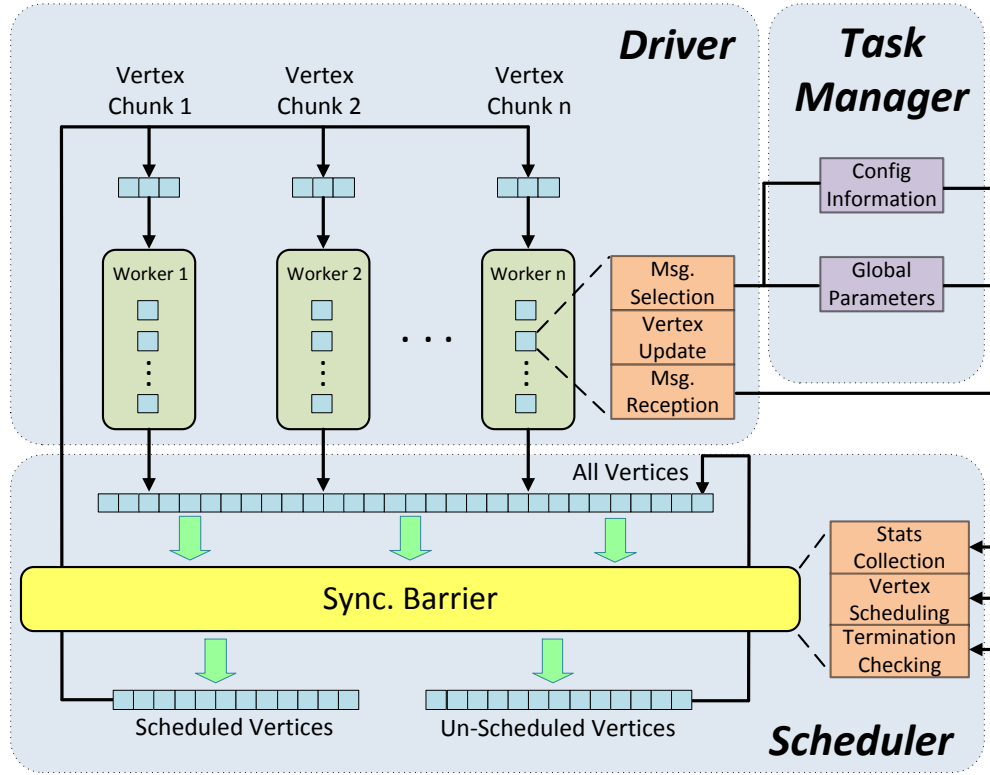 Driver
Task
Manager
Vertex
Chunk 1
Vertex
Chunk 2
Vertex
Chunk n
Config
Information
Global
Parameters
Worker 1
Worker 2
Worker n
. . .
Msg.
Selection
Vertex
Update
Msg.
Reception
All Vertices
Sync. Barrier
Stats
Collection
Vertex
Scheduling
Termination
Checking
Scheduled Vertices
Un-Scheduled Vertices
Scheduler